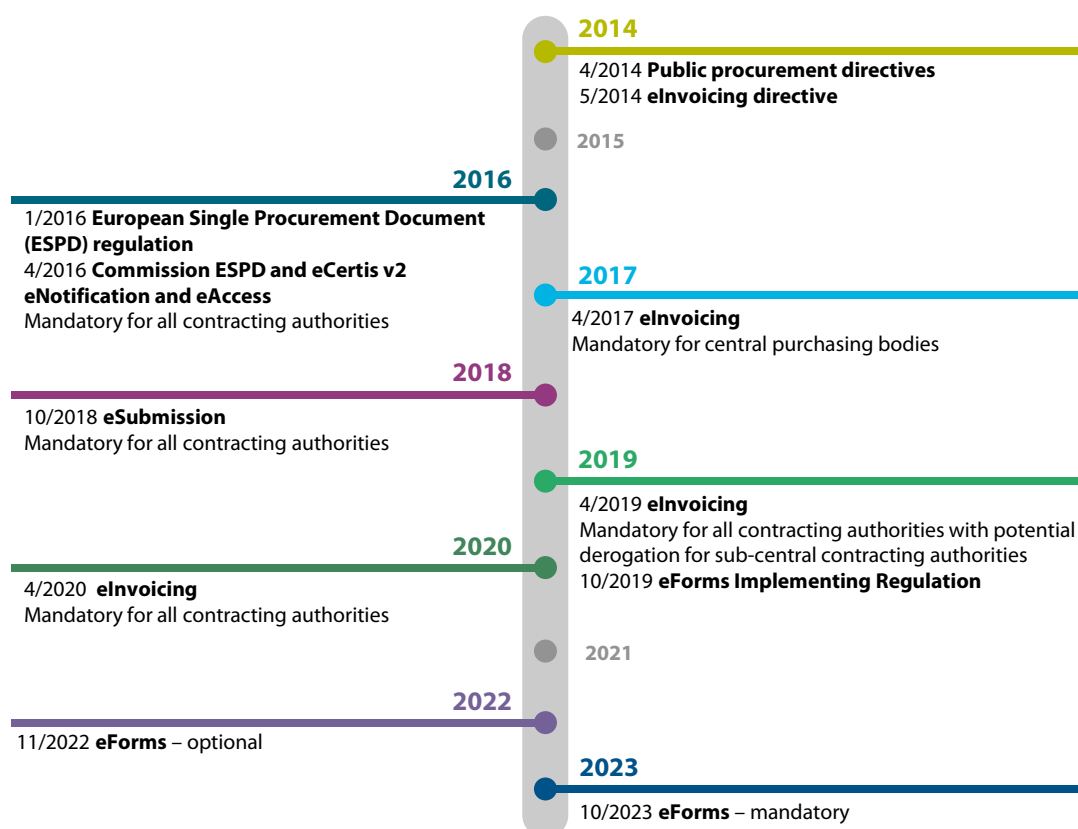 2014
4/2014 Public procurement directives
5/2014 eInvoicing directive
2015
2016
1/2016 European Single Procurement Document
(ESPD) regulation
4/2016 Commission ESPD and eCertis v2
eNotification and eAccess
Mandatory for all contracting authorities
2017
4/2017 eInvoicing
Mandatory for central purchasing bodies
2018
10/2018 eSubmission
Mandatory for all contracting authorities
2019
4/2019 eInvoicing
Mandatory for all contracting authorities with potential
derogation for sub-central contracting authorities
10/2019 eForms Implementing Regulation
2020
4/2020 eInvoicing
Mandatory for all contracting authorities
2021
2022
11/2022 eForms – optional
2023
10/2023 eForms – mandatory